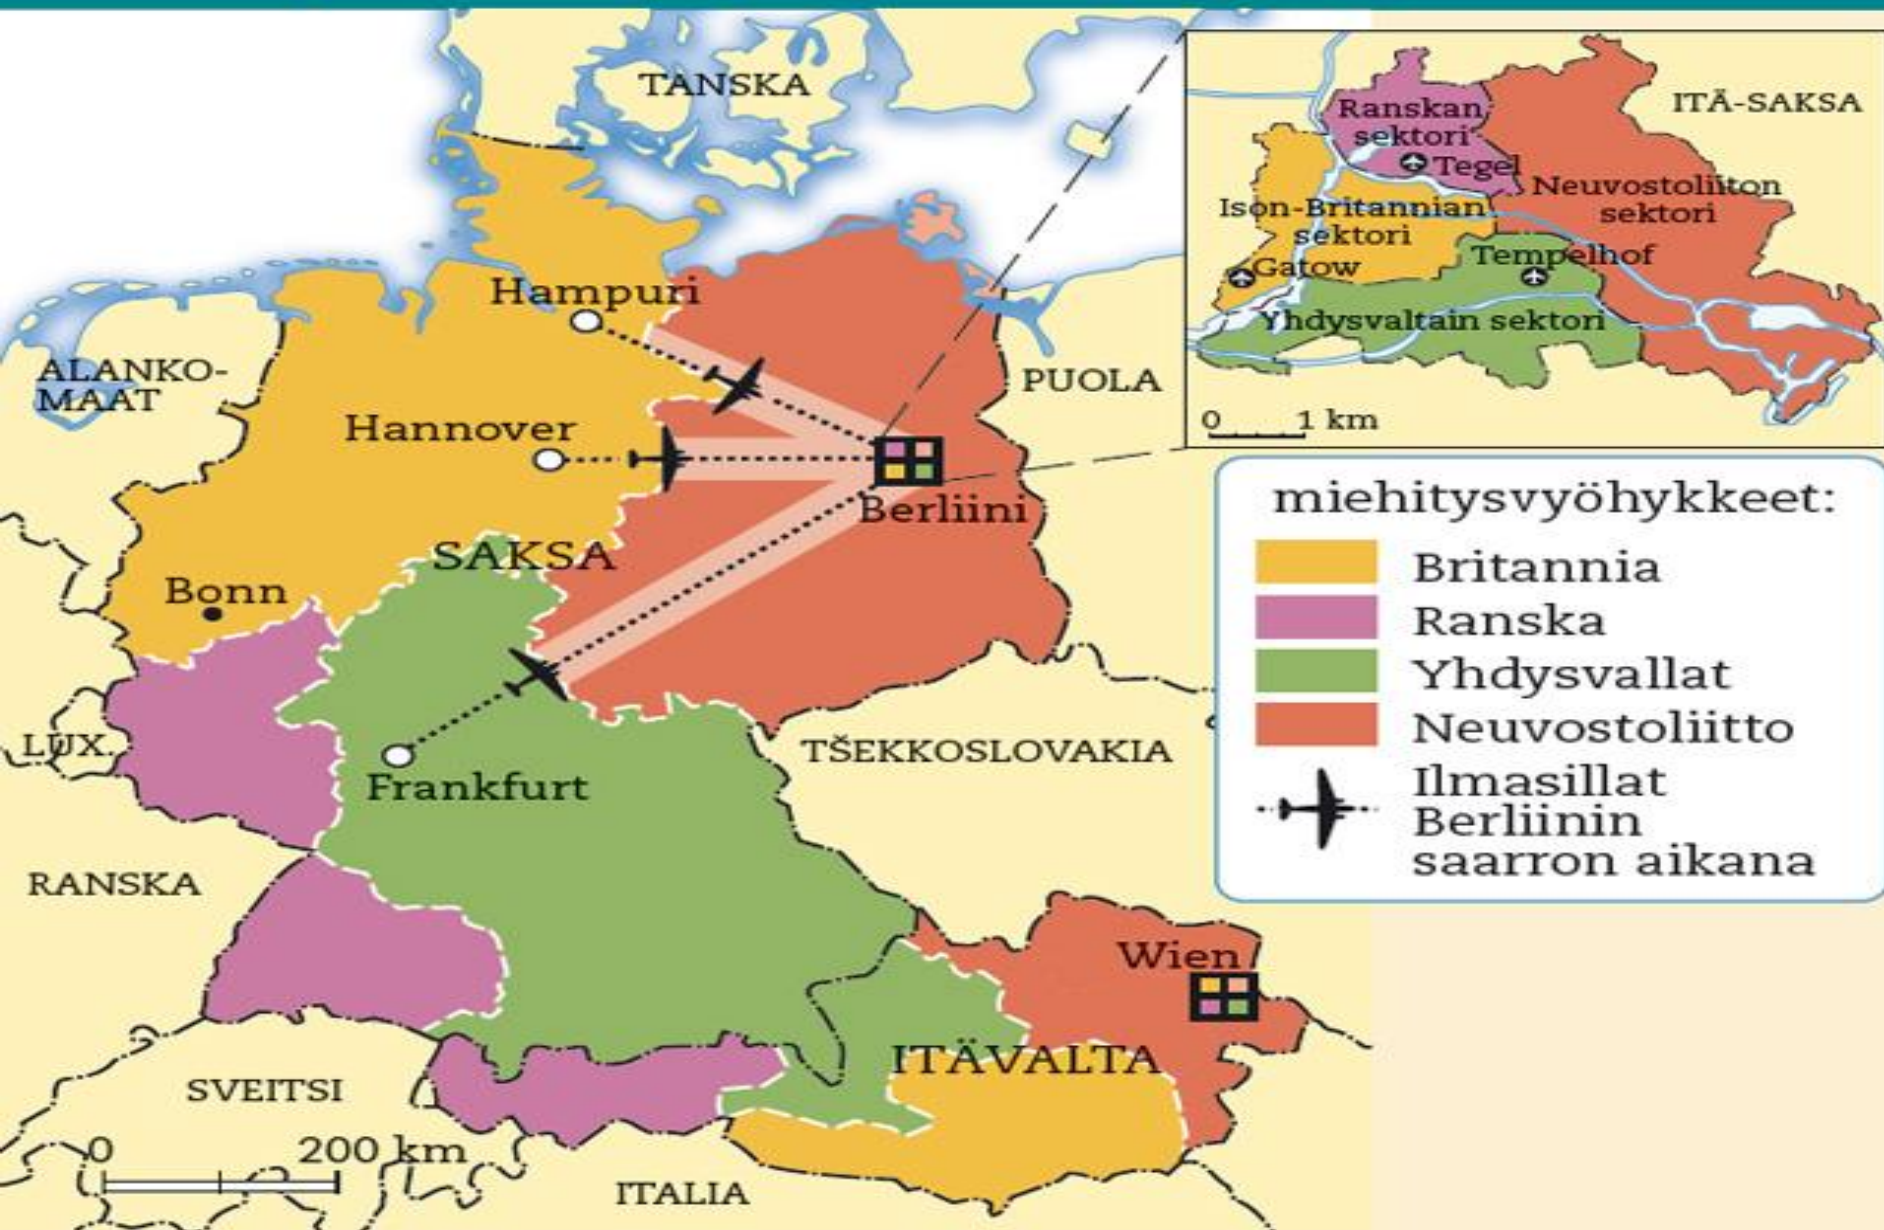 TANSKA
Hampuri
ALANKO-
MAAT
Hannover
PUOLA
Berliini
SAKSA
Bonn
LUX.
Frankfurt
TŠEKKOSLOVAKIA
RANSKA
Wien
ITÄVALTA
SVEITSI
0 200 km
ITALIA
ITÄ-SAKSA
Ranskan
sektori
Tegel
Neuvostoliiton
sektori
Ison-Britannian
sektori
Gatow
Tempelhof
Yhdysvaltain sektori
0 1 km
miehitysvyöhykkeet:
Britannia
Ranska
Yhdysvallat
Neuvostoliitto
Ilmasillat
Berliinin
saarron aikana